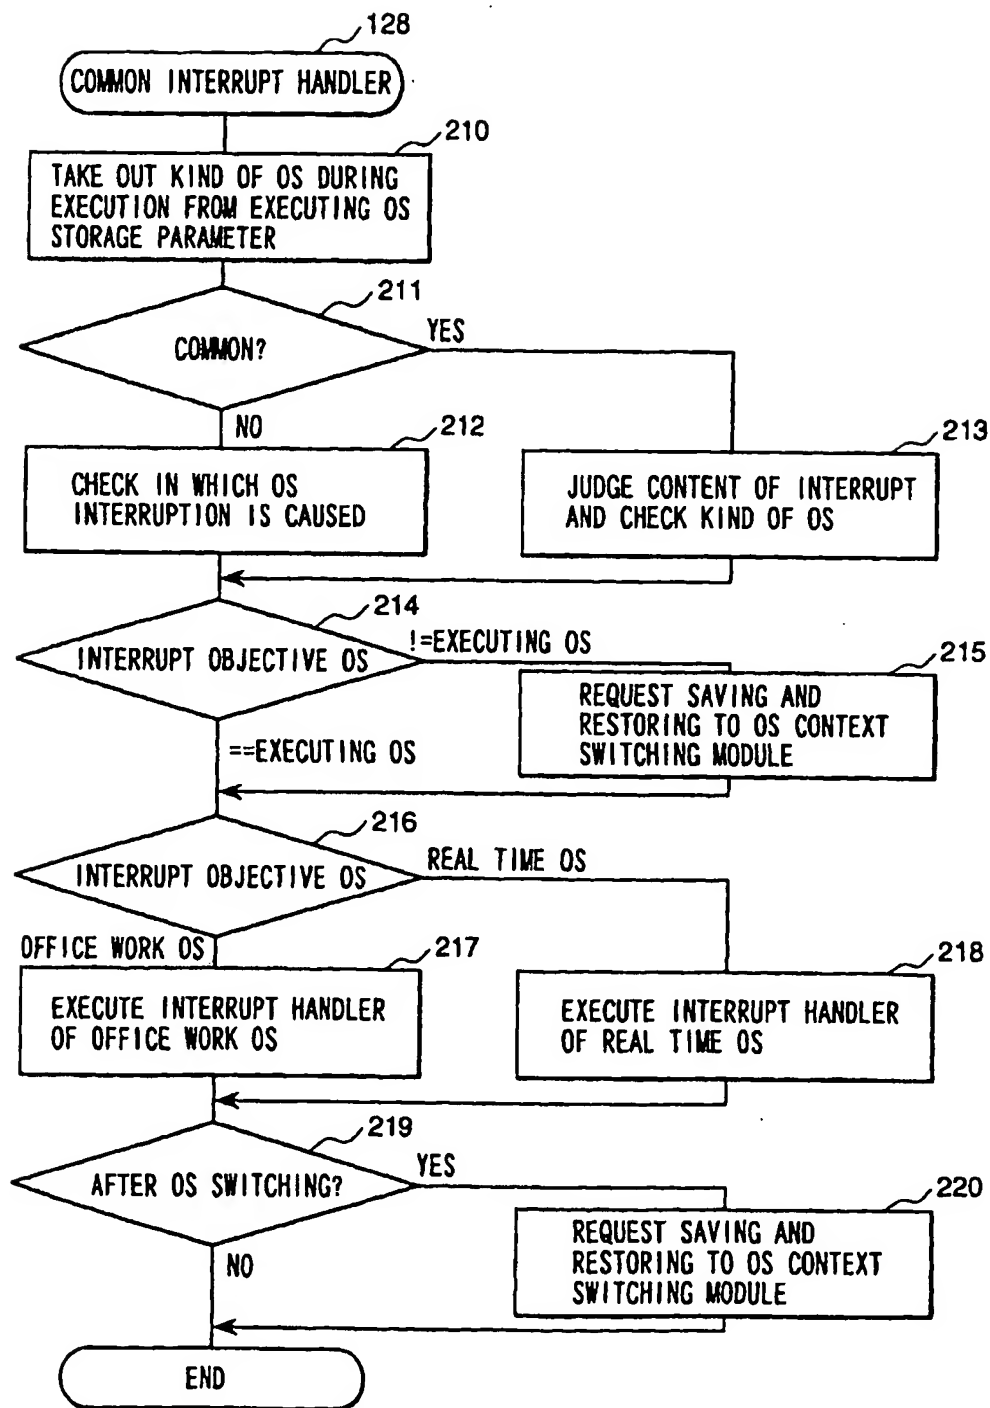 128
COMMON INTERRUPT HANDLER
210
TAKE OUT KIND OF OS DURING
EXECUTION FROM EXECUTING OS
STORAGE PARAMETER
211
COMMON?
YES
NO
212
CHECK IN WHICH OS
INTERRUPTION IS CAUSED
213
JUDGE CONTENT OF INTERRUPT
AND CHECK KIND OF OS
214
INTERRUPT OBJECTIVE OS
!=EXECUTING OS
215
REQUEST SAVING AND
RESTORING TO OS CONTEXT
SWITCHING MODULE
==EXECUTING OS
216
INTERRUPT OBJECTIVE OS
REAL TIME OS
OFFICE WORK OS
217
EXECUTE INTERRUPT HANDLER
OF OFFICE WORK OS
218
EXECUTE INTERRUPT HANDLER
OF REAL TIME OS
219
AFTER OS SWITCHING?
YES
NO
220
REQUEST SAVING AND
RESTORING TO OS CONTEXT
SWITCHING MODULE
END